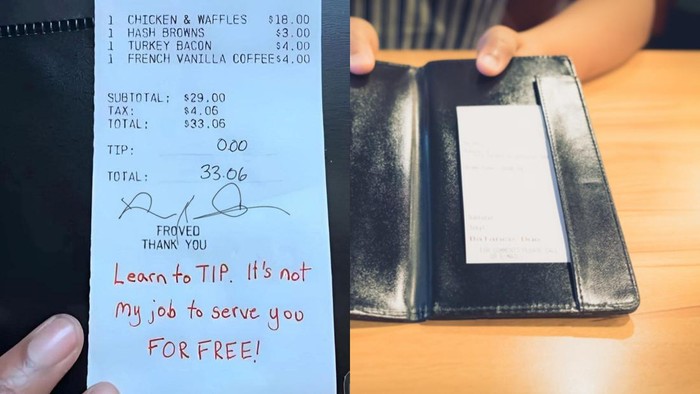 1 CHICKEN & WAFFLES $18.00
1 HASH BROWNS $3.00
1 TURKEY BACON $4.00
1 FRENCH VANILLA COFFEE $4.00
SUBTOTAL: $29.00
TAX: $4.06
TOTAL: $33.06
TIP: 0.00
TOTAL: 33.06
FROVED
THANK YOU
Learn to TIP. It's not
my job to serve you
FOR FREE!